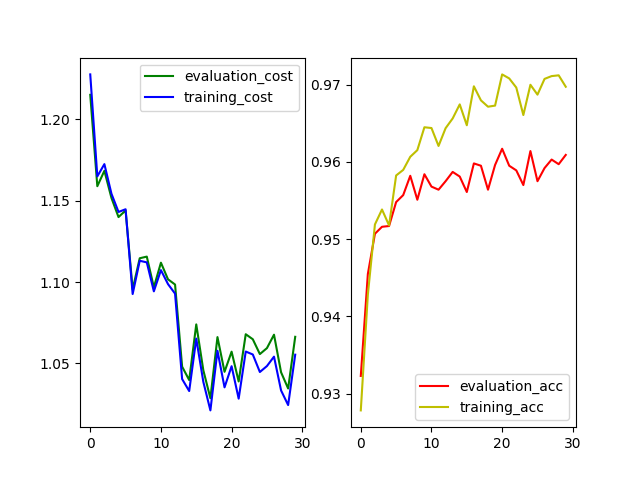 evaluation_cost
training_cost
1.20
1.15
1.10
1.05
0 10 20 30
0.97
0.96
0.95
0.94
0.93
evaluation_acc
training_acc
0 10 20 30